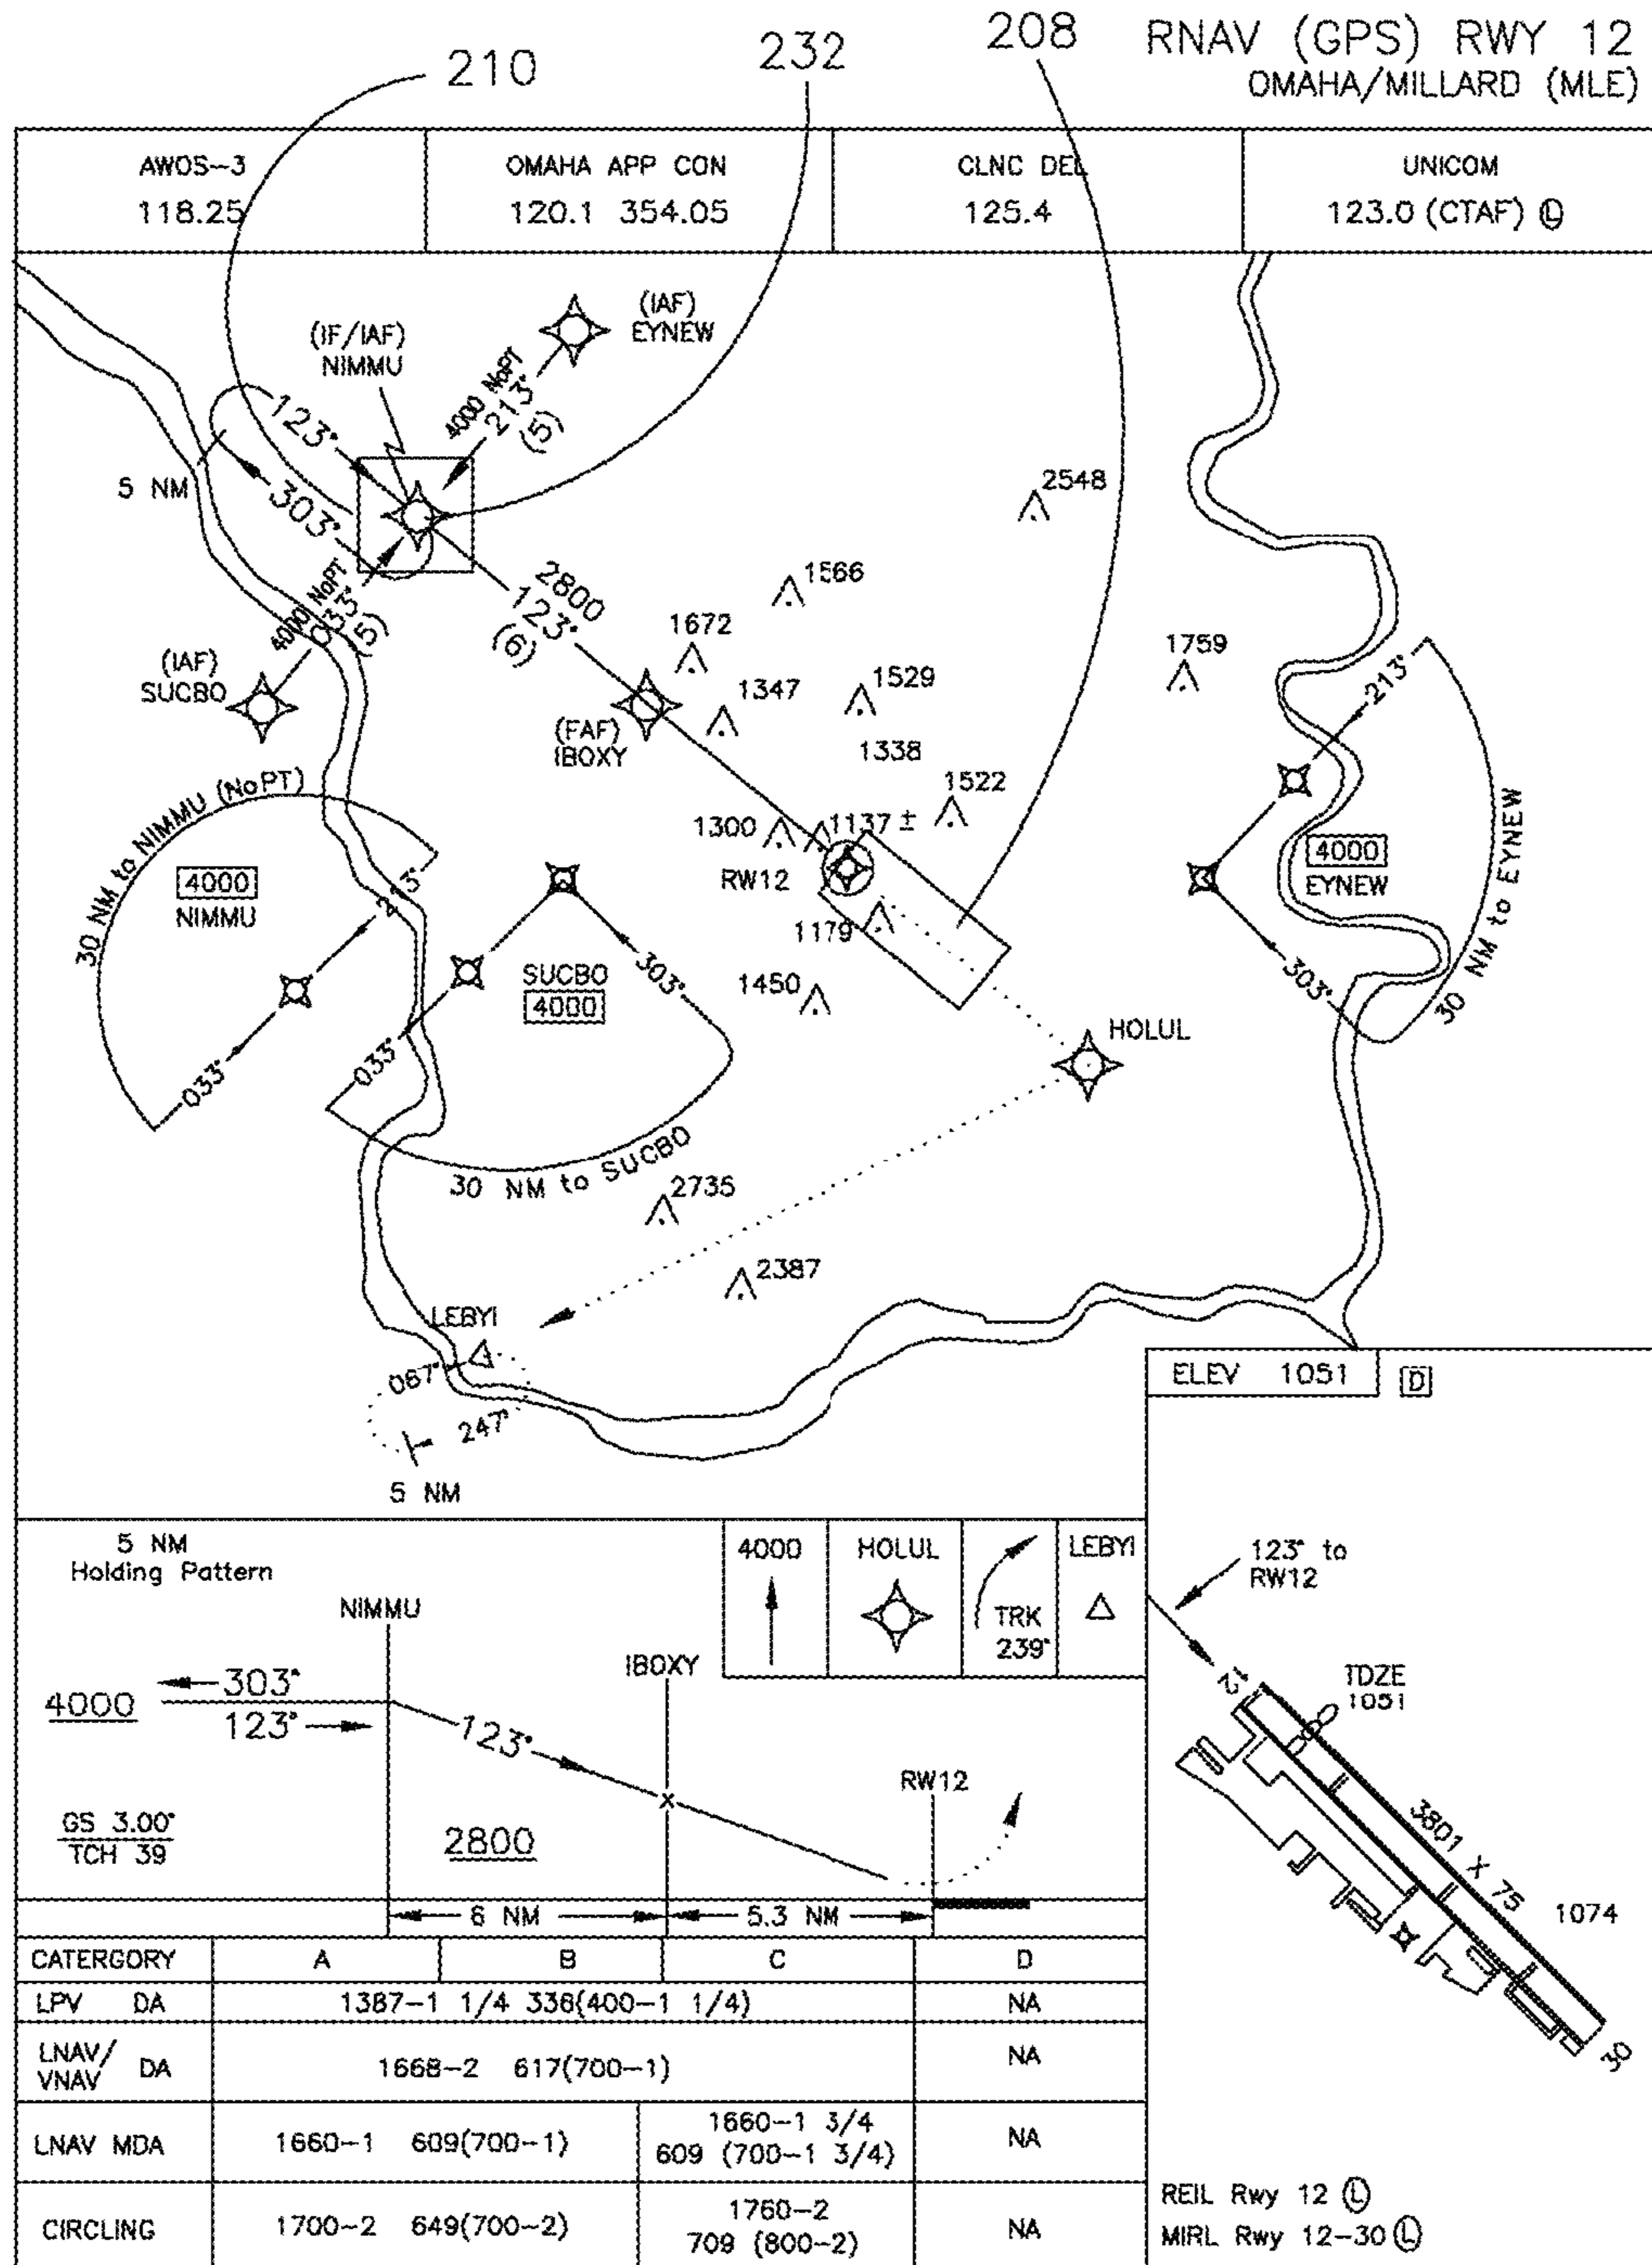 210
232
208
RNAV (GPS) RWY 12
OMAHA/MILLARD (MLE)
AWOS-3
118.25
OMAHA APP CON
120.1 354.05
CLNC DEL
125.4
UNICOM
123.0 (CTAF) L
(IAF)
EYNEW
(IF/IAF)
NIMMU
4000 NoPT
213°
(5)
123°
303°
5 NM
4000 NoPT
033°
(5)
(IAF)
SUCBO
2800
123°
(6)
2548
1566
1672
1759
1347
1529
(FAF)
IBOXY
1338
1522
1300
1137 ±
RW12
1179
1450
HOLUL
213°
4000
EYNEW
303°
30 NM to EYNEW
30 NM to NIMMU (NoPT)
4000
NIMMU
213°
033°
SUCBO
4000
303°
033°
30 NM to SUCBO
2735
2387
LEBYI
067°
247°
5 NM
ELEV 1051
D
5 NM
Holding Pattern
NIMMU
IBOXY
4000
HOLUL
TRK
239°
LEBYI
4000
303°
123°
123°
RW12
GS 3.00°
TCH 39
2800
6 NM
5.3 NM
123° to
RW12
12
TDZE
1051
3801 X 75
1074
30
CATERGORY A B C D
LPV DA 1387-1 1/4 336(400-1 1/4) NA
LNAV/
VNAV DA 1668-2 617(700-1) NA
LNAV MDA 1660-1 609(700-1) 1660-1 3/4
609 (700-1 3/4) NA
CIRCLING 1700-2 649(700-2) 1760-2
709 (800-2) NA
REIL Rwy 12 L
MIRL Rwy 12-30 L